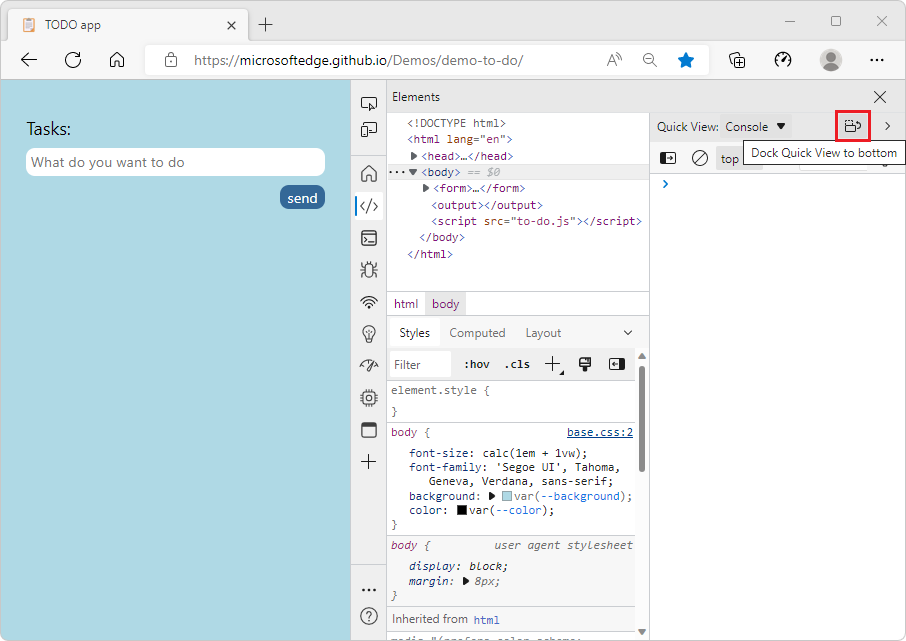 TODO app
https://microsoftedge.github.io/Demos/demo-to-do/
Tasks:
What do you want to do
send
Elements
<!DOCTYPE html>
<html lang="en">
<head>…</head>
<body> == $0
<form>…</form>
<output></output>
<script src="to-do.js"></script>
</body>
</html>
html body
Styles Computed Layout
Filter :hov .cls
element.style {
}
body { base.css:2
font-size: calc(1em + 1vw);
font-family: 'Segoe UI', Tahoma,
Geneva, Verdana, sans-serif;
background: var(--background);
color: var(--color);
}
body { user agent stylesheet
display: block;
margin: 8px;
}
Inherited from html
Quick View: Console
top
Dock Quick View to bottom